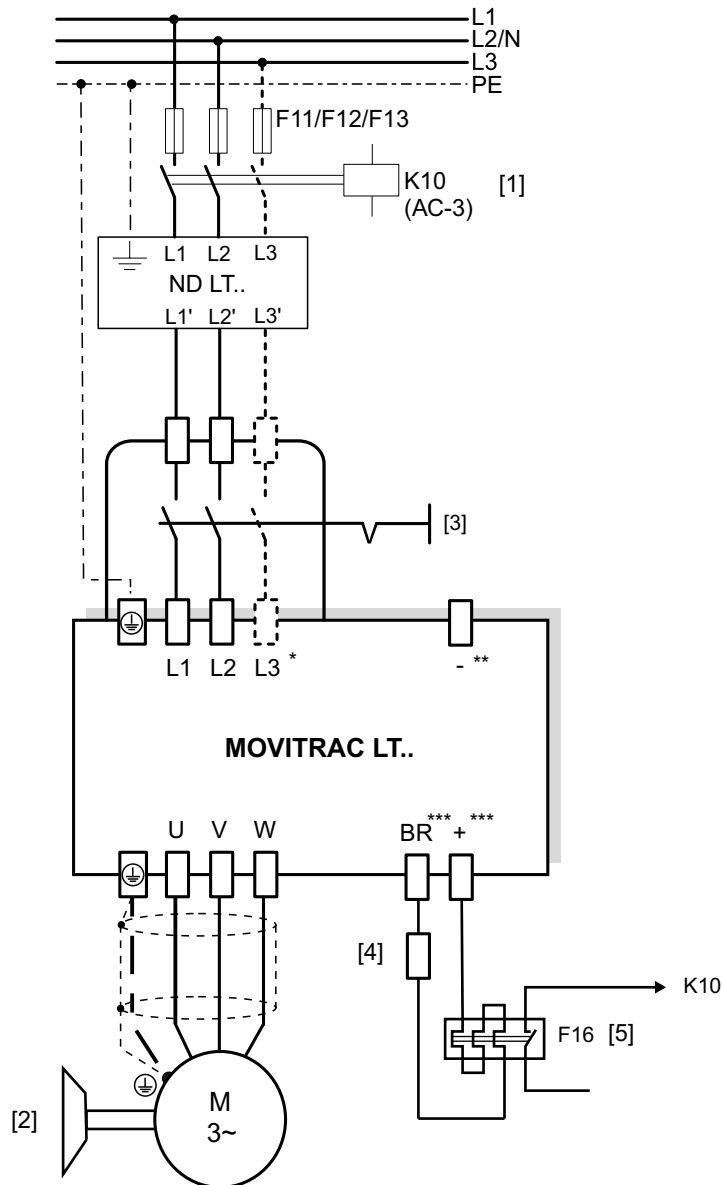 L1
L2/N
L3
PE
F11/F12/F13
K10 [1]
(AC-3)
L1 L2 L3
ND LT..
L1' L2' L3'
[3]
L1 L2 L3 * - **
MOVITRAC LT..
U V W BR *** + ***
[4]
K10
F16 [5]
[2]
M
3~